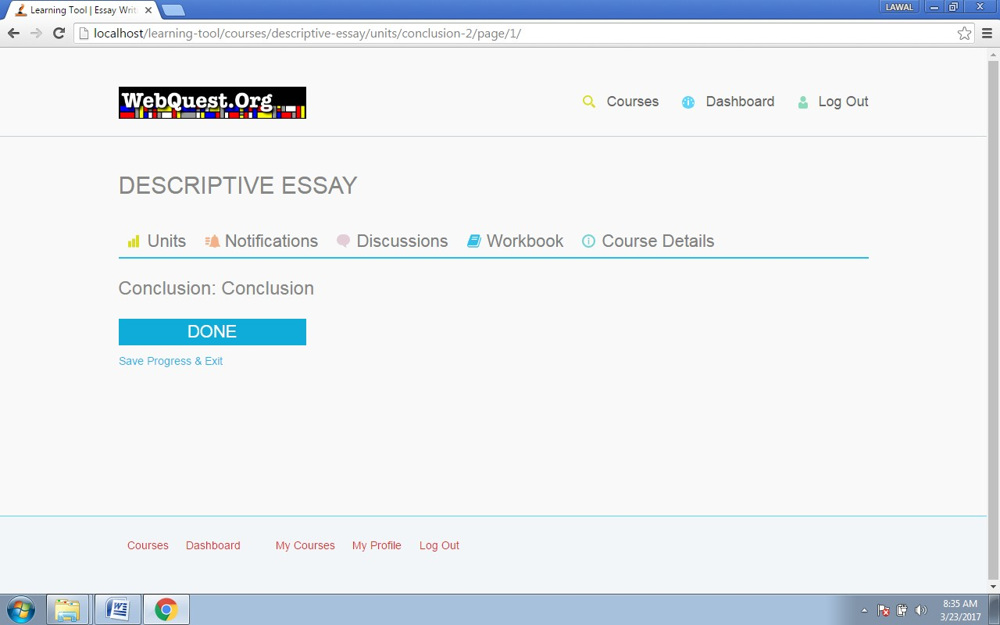 Learning Tool | Essay Writ
LAWAL
localhost/learning-tool/courses/descriptive-essay/units/conclusion-2/page/1/
WebQuest.Org
Courses
Dashboard
Log Out
DESCRIPTIVE ESSAY
Units
Notifications
Discussions
Workbook
Course Details
Conclusion: Conclusion
DONE
Save Progress & Exit
Courses
Dashboard
My Courses
My Profile
Log Out
8:35 AM
3/23/2017